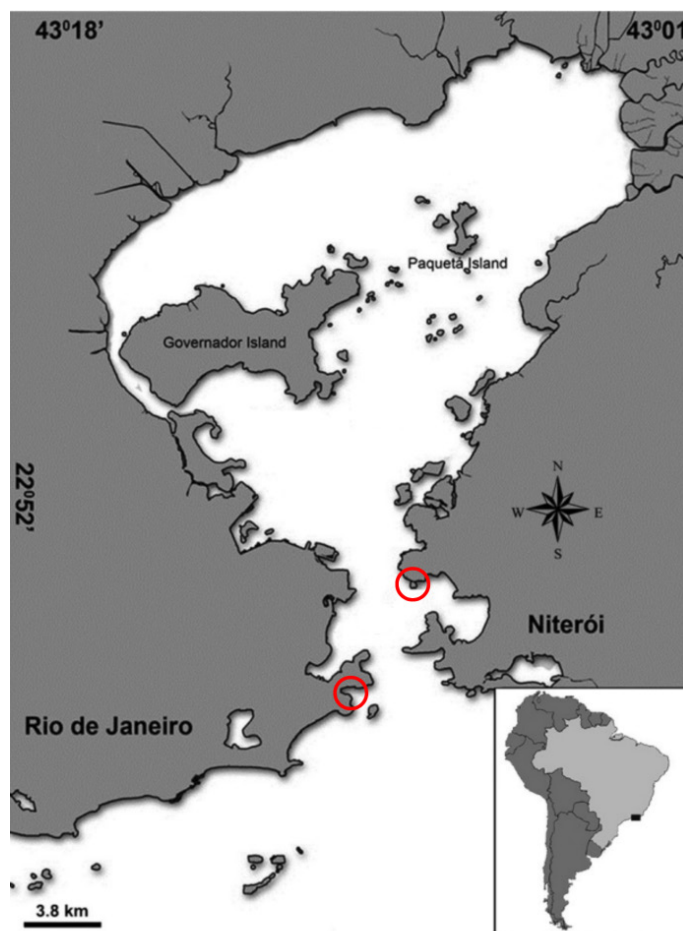 43⁰18’
43⁰01
Paquetá Island
Governador Island
22⁰52’
N
W
E
S
Niterói
Rio de Janeiro
3.8 km